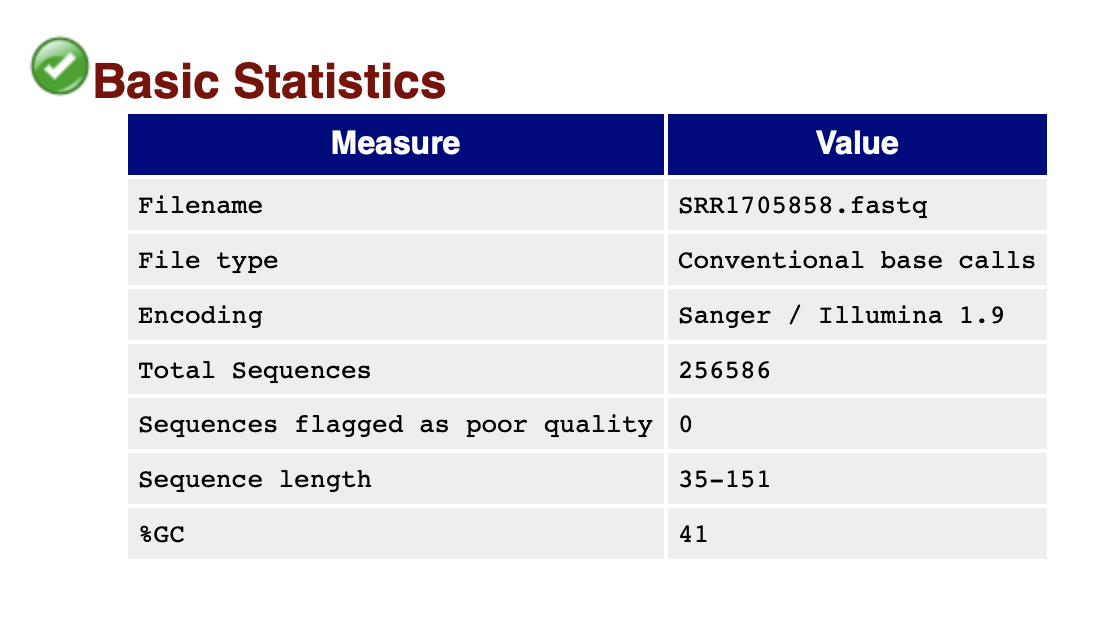 Basic Statistics
Measure Value
Filename SRR1705858.fastq
File type Conventional base calls
Encoding Sanger / Illumina 1.9
Total Sequences 256586
Sequences flagged as poor quality 0
Sequence length 35-151
%GC 41